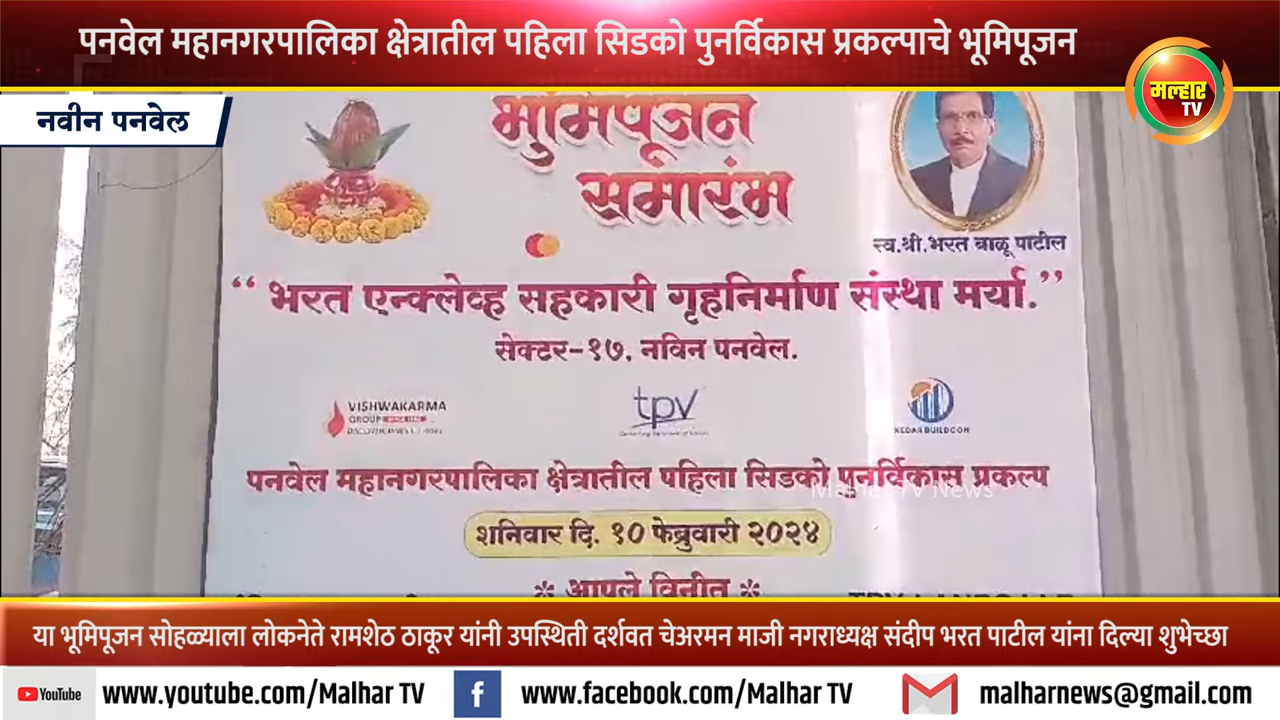 पनवेल महानगरपालिका क्षेत्रातील पहिला सिडको पुनर्विकास प्रकल्पाचे भूमिपूजन
मल्हार
TV
नवीन पनवेल
भुमिपूजन
समारंभ
स्व.श्री.भरत बाळू पाटील
“ भरत एन्क्लेव्ह सहकारी गृहनिर्माण संस्था मर्या.”
सेक्टर-१७, नविन पनवेल.
VISHWAKARMA
GROUP
tpv
KEDAR BUILDCON
पनवेल महानगरपालिका क्षेत्रातील पहिला सिडको पुनर्विकास प्रकल्प
Malhar TV News
शनिवार दि. १० फेब्रुवारी २०२४
* आपले विनीत *
या भूमिपूजन सोहळ्याला लोकनेते रामशेठ ठाकूर यांनी उपस्थिती दर्शवत चेअरमन माजी नगराध्यक्ष संदीप भरत पाटील यांना दिल्या शुभेच्छा
YouTube www.youtube.com/Malhar TV
www.facebook.com/Malhar TV
malharnews@gmail.com